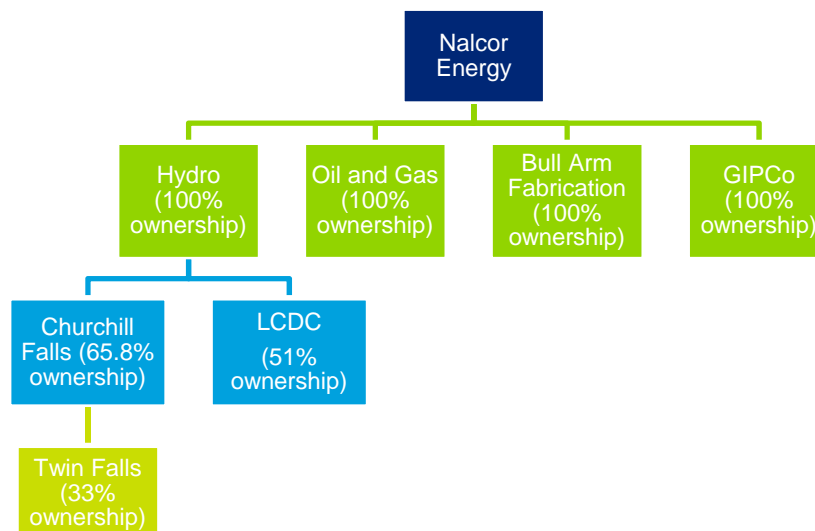 Nalcor
Energy
Hydro
(100%
ownership)
Oil and Gas
(100%
ownership)
Bull Arm
Fabrication
(100%
ownership)
GIPCo
(100%
ownership)
Churchill
Falls (65.8%
ownership)
LCDC
(51%
ownership)
Twin Falls
(33%
ownership)